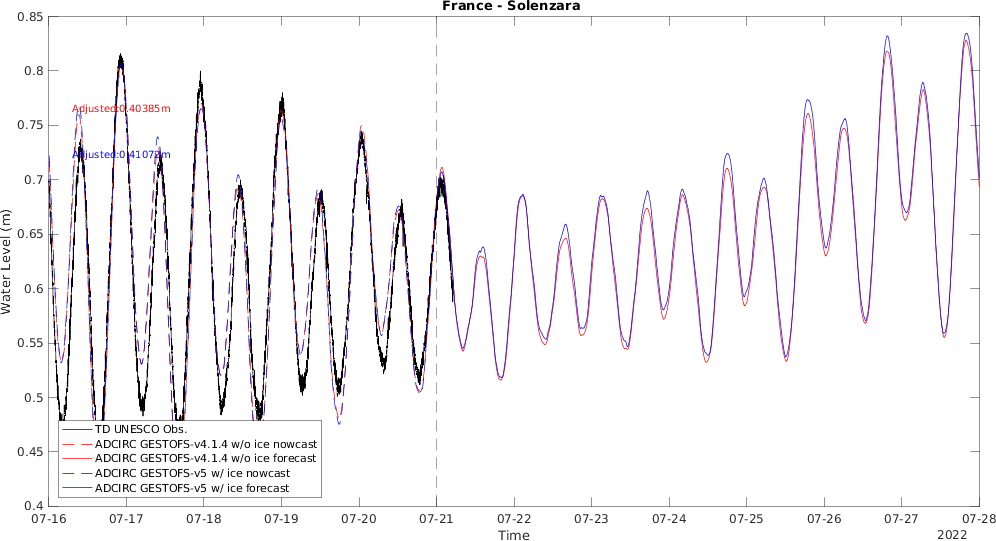 France - Solenzara
0.85
0.8
0.75
0.7
0.65
0.6
0.55
0.5
0.45
0.4
Water Level (m)
Adjusted:0.40385m
Adjusted:0.41072m
TD UNESCO Obs.
ADCIRC GESTOFS-v4.1.4 w/o ice nowcast
ADCIRC GESTOFS-v4.1.4 w/o ice forecast
ADCIRC GESTOFS-v5 w/ ice nowcast
ADCIRC GESTOFS-v5 w/ ice forecast
07-16 07-17 07-18 07-19 07-20 07-21 07-22 07-23 07-24 07-25 07-26 07-27 07-28
Time
2022